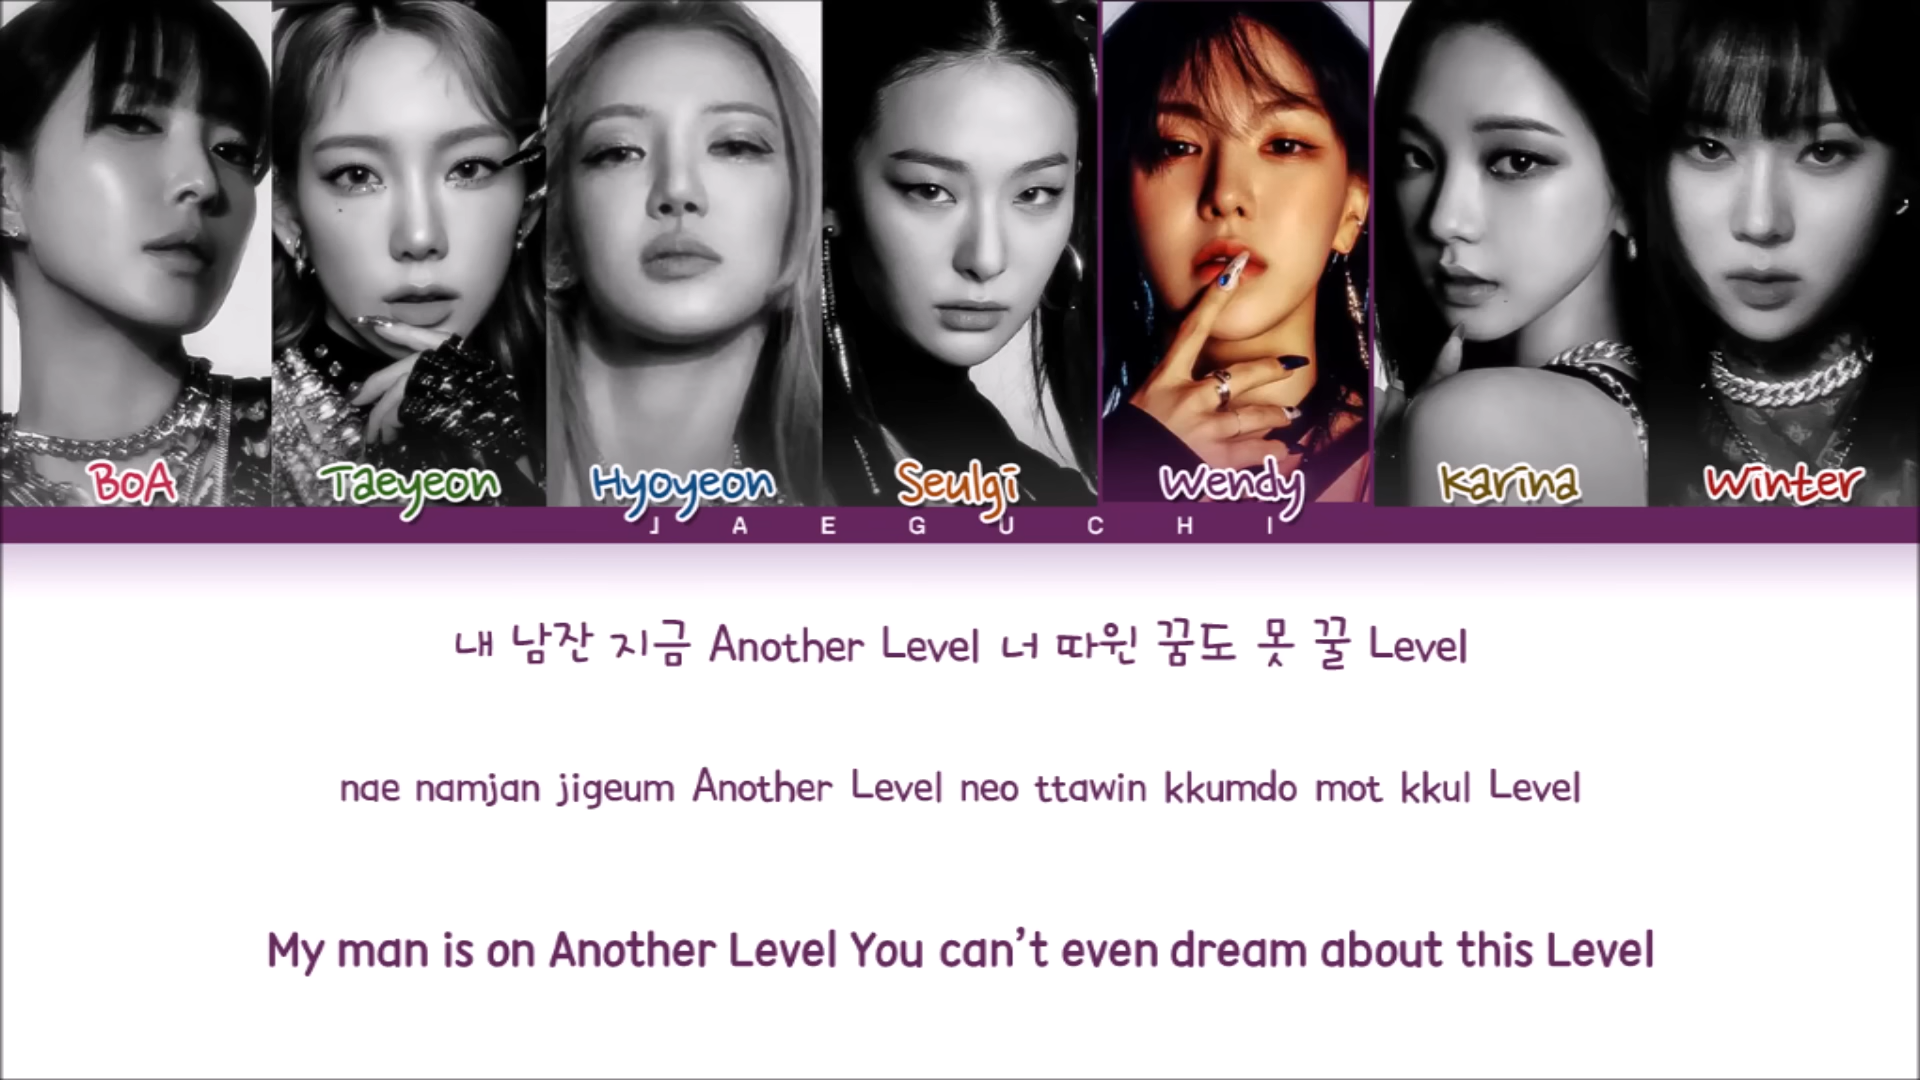 BoA Taeyeon Hyoyeon Seulgi Wendy Karina Winter
JAEGUCHI
내 남잔 지금 Another Level 너 따윈 꿈도 못 꿀 Level
nae namjan jigeum Another Level neo ttawin kkumdo mot kkul Level
My man is on Another Level You can't even dream about this Level